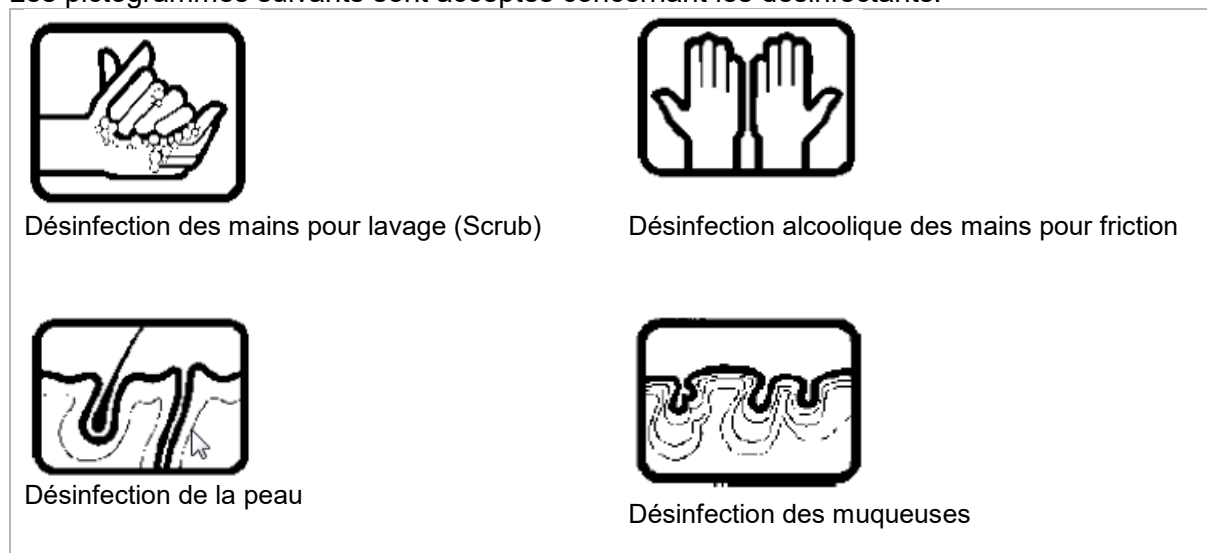 Les pictogrammes suivants sont acceptés concernant les désinfectants:
Désinfection des mains pour lavage (Scrub)
Désinfection alcoolique des mains pour friction
Désinfection de la peau
Désinfection des muqueuses